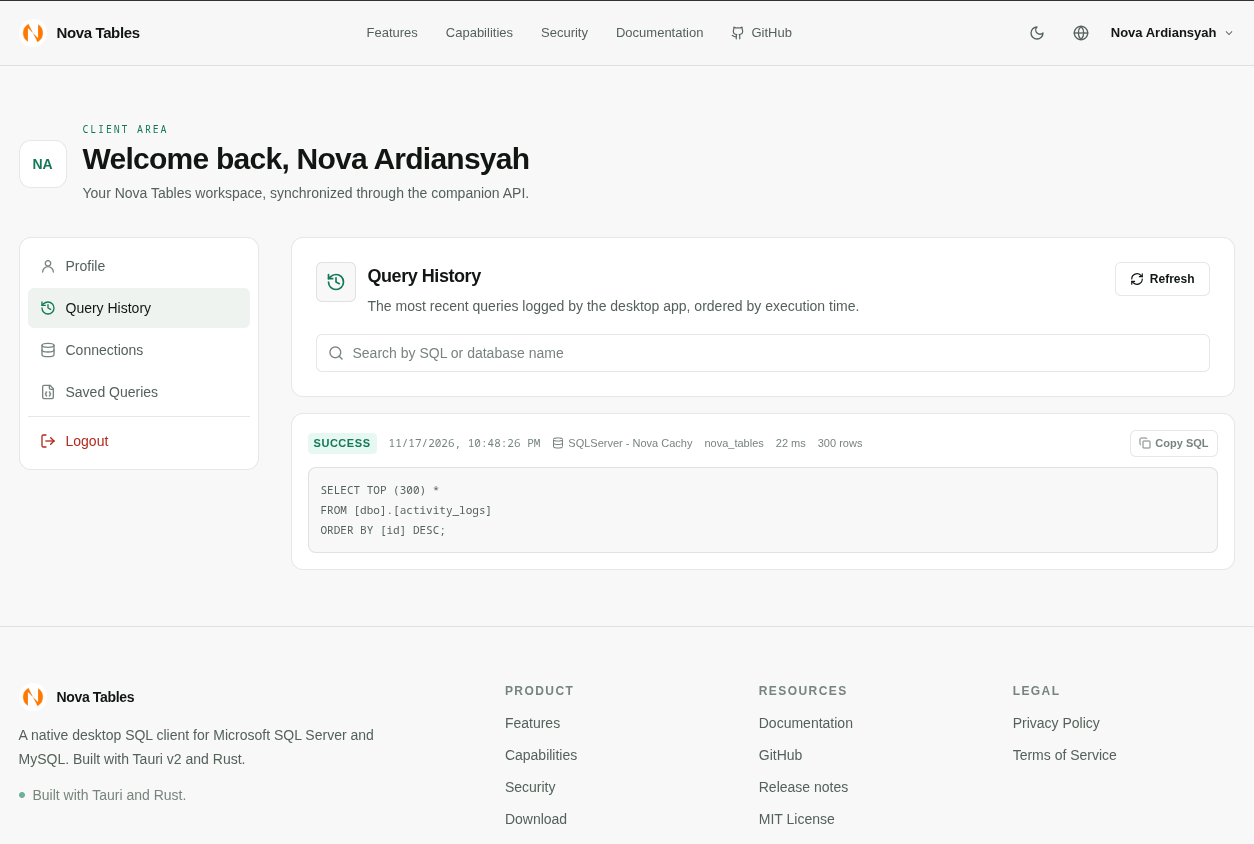 Nova Tables
Features
Capabilities
Security
Documentation
GitHub
Nova Ardiansyah
CLIENT AREA
NA
Welcome back, Nova Ardiansyah
Your Nova Tables workspace, synchronized through the companion API.
Profile
Query History
Connections
Saved Queries
Logout
Query History
Refresh
The most recent queries logged by the desktop app, ordered by execution time.
Search by SQL or database name
SUCCESS 11/17/2026, 10:48:26 PM SQLServer - Nova Cachy nova_tables 22 ms 300 rows
Copy SQL
SELECT TOP (300) *
FROM [dbo].[activity_logs]
ORDER BY [id] DESC;
Nova Tables
A native desktop SQL client for Microsoft SQL Server and
MySQL. Built with Tauri v2 and Rust.
Built with Tauri and Rust.
PRODUCT
Features
Capabilities
Security
Download
RESOURCES
Documentation
GitHub
Release notes
MIT License
LEGAL
Privacy Policy
Terms of Service